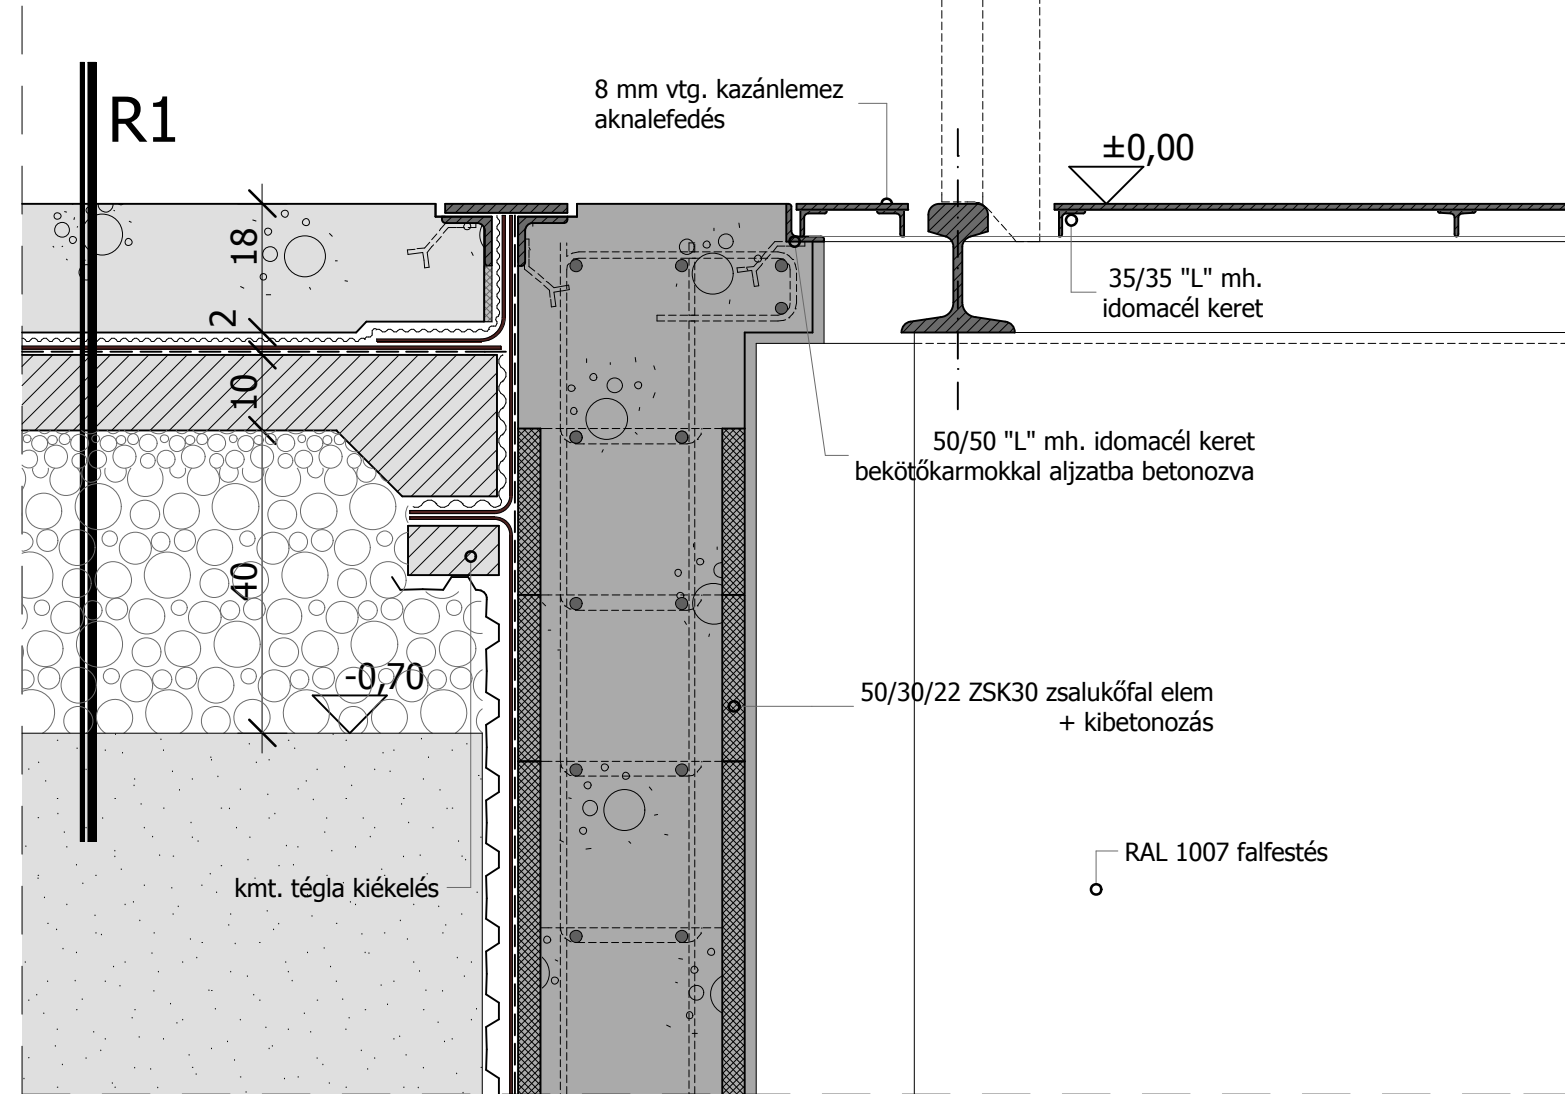 R1
8 mm vtg. kazánlemez
aknalefedés
±0,00
18
2
10
40
35/35 "L" mh.
idomacél keret
50/50 "L" mh. idomacél keret
bekötőkarmokkal aljzatba betonozva
-0,70
50/30/22 ZSK30 zsalukőfal elem
+ kibetonozás
kmt. tégla kiékelés
RAL 1007 falfestés